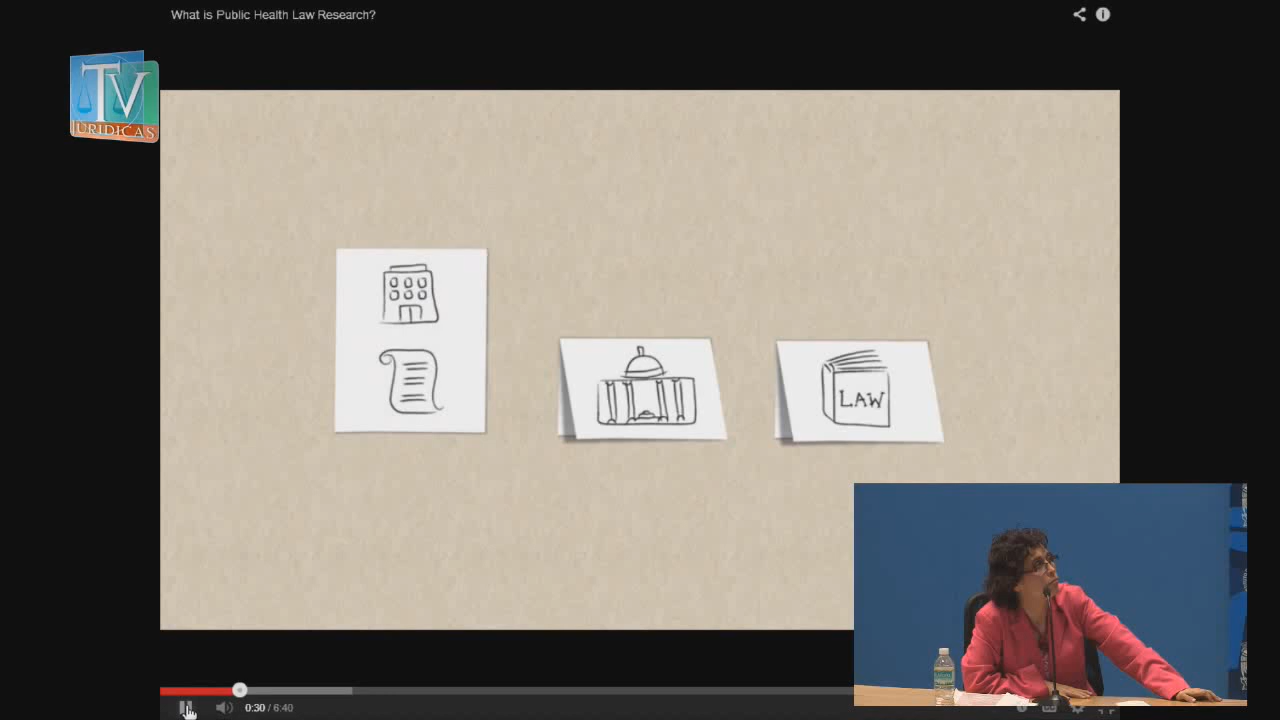 What is Public Health Law Research?
TV
JURIDICAS
LAW
0:30 / 6:40